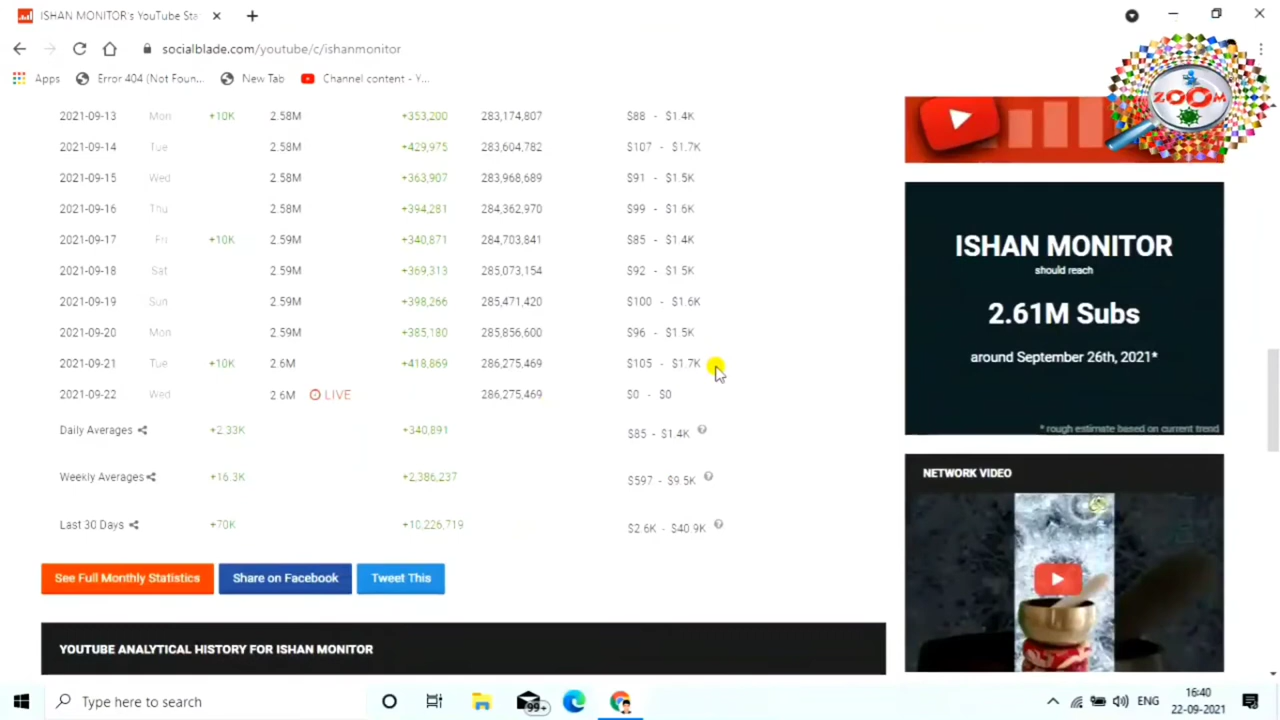 ISHAN MONITOR's YouTube Sta
socialblade.com/youtube/c/ishanmonitor
Apps Error 404 (Not Foun... New Tab Channel content - Y...
ZOOM
2021-09-13 Mon +10K 2.58M +353,200 283,174,807 $88 - $1.4K
2021-09-14 Tue 2.58M +429,975 283,604,782 $107 - $1.7K
2021-09-15 Wed 2.58M +363,907 283,968,689 $91 - $1.5K
2021-09-16 Thu 2.58M +394,281 284,362,970 $99 - $1.6K
2021-09-17 Fri +10K 2.59M +340,871 284,703,841 $85 - $1.4K
2021-09-18 Sat 2.59M +369,313 285,073,154 $92 - $1.5K
2021-09-19 Sun 2.59M +398,266 285,471,420 $100 - $1.6K
2021-09-20 Mon 2.59M +385,180 285,856,600 $96 - $1.5K
2021-09-21 Tue +10K 2.6M +418,869 286,275,469 $105 - $1.7K
2021-09-22 Wed 2.6M LIVE 286,275,469 $0 - $0
Daily Averages +2.33K +340,891 $85 - $1.4K
Weekly Averages +16.3K +2,386,237 $597 - $9.5K
Last 30 Days +70K +10,226,719 $2.6K - $40.9K
See Full Monthly Statistics Share on Facebook Tweet This
YOUTUBE ANALYTICAL HISTORY FOR ISHAN MONITOR
ISHAN MONITOR
should reach
2.61M Subs
around September 26th, 2021*
* rough estimate based on current trend
NETWORK VIDEO
Type here to search
99+
ENG
16:40
22-09-2021